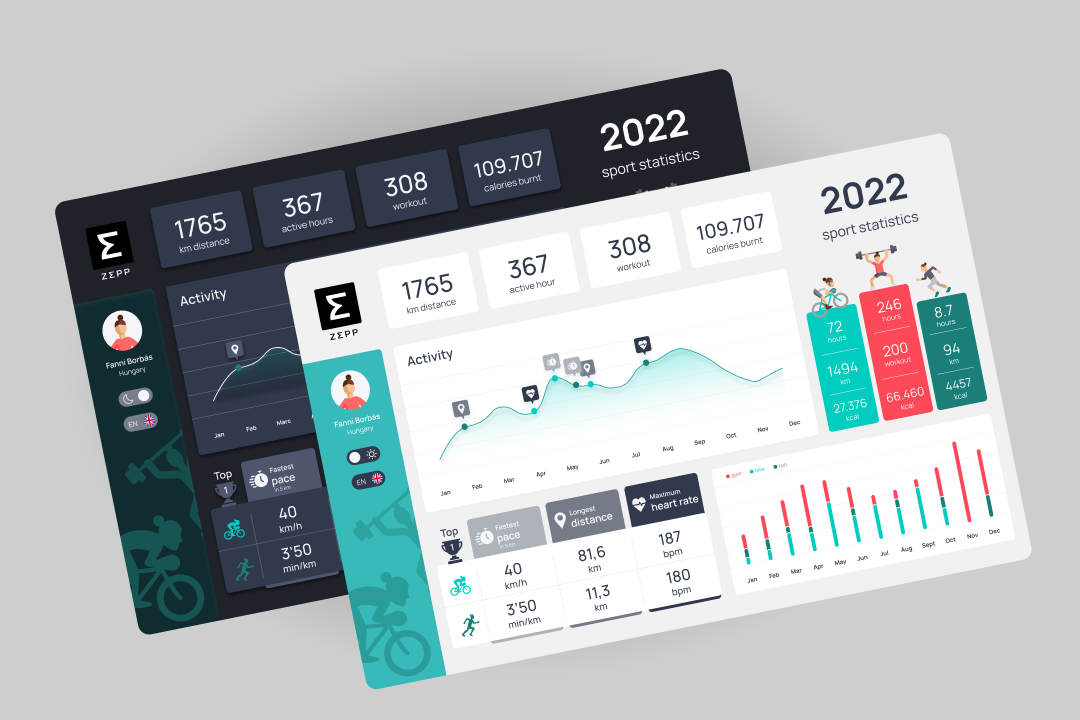 2022
sport statistics
1765
km distance
367
active hours
308
workout
109.707
calories burnt
ZΣPP
Fanni Borbás
Hungary
EN
Activity
Jan
Feb
Marc
Top
1
Fastest
pace
in 5 km
40
km/h
3'50
min/km
2022
sport statistics
1765
km distance
367
active hour
308
workout
109.707
calories burnt
ZΣPP
Fanni Borbás
Hungary
EN
Activity
Jan
Feb
Mar
Apr
May
Jun
Jul
Aug
Sep
Oct
Nov
Dec
72
hours
1494
km
27.376
kcal
246
hours
200
workout
66.460
kcal
8.7
hours
94
km
4457
kcal
Top
1
Festest
pace
in 5 km
Longest
distance
Maximum
heart rate
40
km/h
81,6
km
187
bpm
3'50
min/km
11,3
km
180
bpm
gym
bike
run
Jan
Feb
Mar
Apr
May
Jun
Jul
Aug
Sept
Oct
Nov
Dec